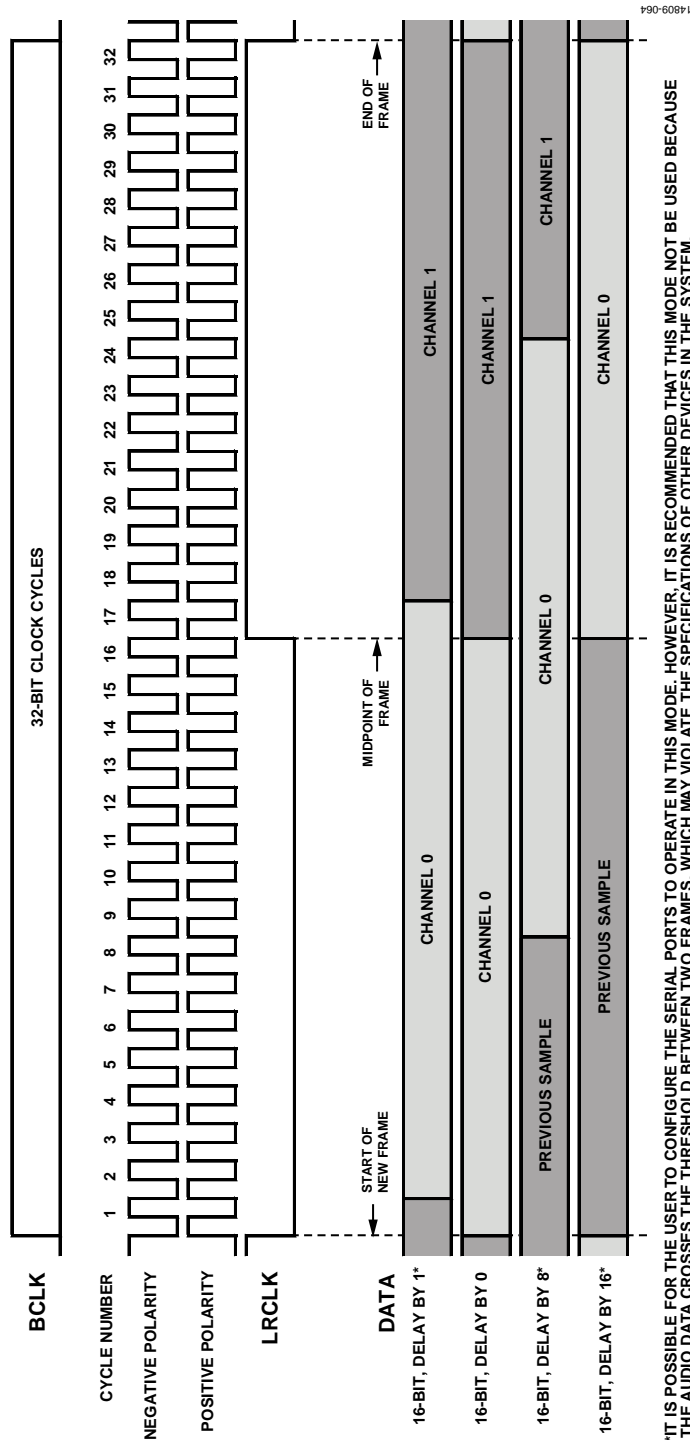 BCLK
32-BIT CLOCK CYCLES
CYCLE NUMBER
1 2 3 4 5 6 7 8 9 10 11 12 13 14 15 16 17 18 19 20 21 22 23 24 25 26 27 28 29 30 31 32
NEGATIVE POLARITY
POSITIVE POLARITY
LRCLK
START OF
NEW FRAME
MIDPOINT OF
FRAME
END OF
FRAME
DATA
16-BIT, DELAY BY 1*
CHANNEL 0
CHANNEL 1
16-BIT, DELAY BY 0
CHANNEL 0
CHANNEL 1
16-BIT, DELAY BY 8*
PREVIOUS SAMPLE
CHANNEL 0
CHANNEL 1
16-BIT, DELAY BY 16*
PREVIOUS SAMPLE
CHANNEL 0
*IT IS POSSIBLE FOR THE USER TO CONFIGURE THE SERIAL PORTS TO OPERATE IN THIS MODE. HOWEVER, IT IS RECOMMENDED THAT THIS MODE NOT BE USED BECAUSE
THE AUDIO DATA CROSSES THE THRESHOLD BETWEEN TWO FRAMES, WHICH MAY VIOLATE THE SPECIFICATIONS OF OTHER DEVICES IN THE SYSTEM.
14809-064